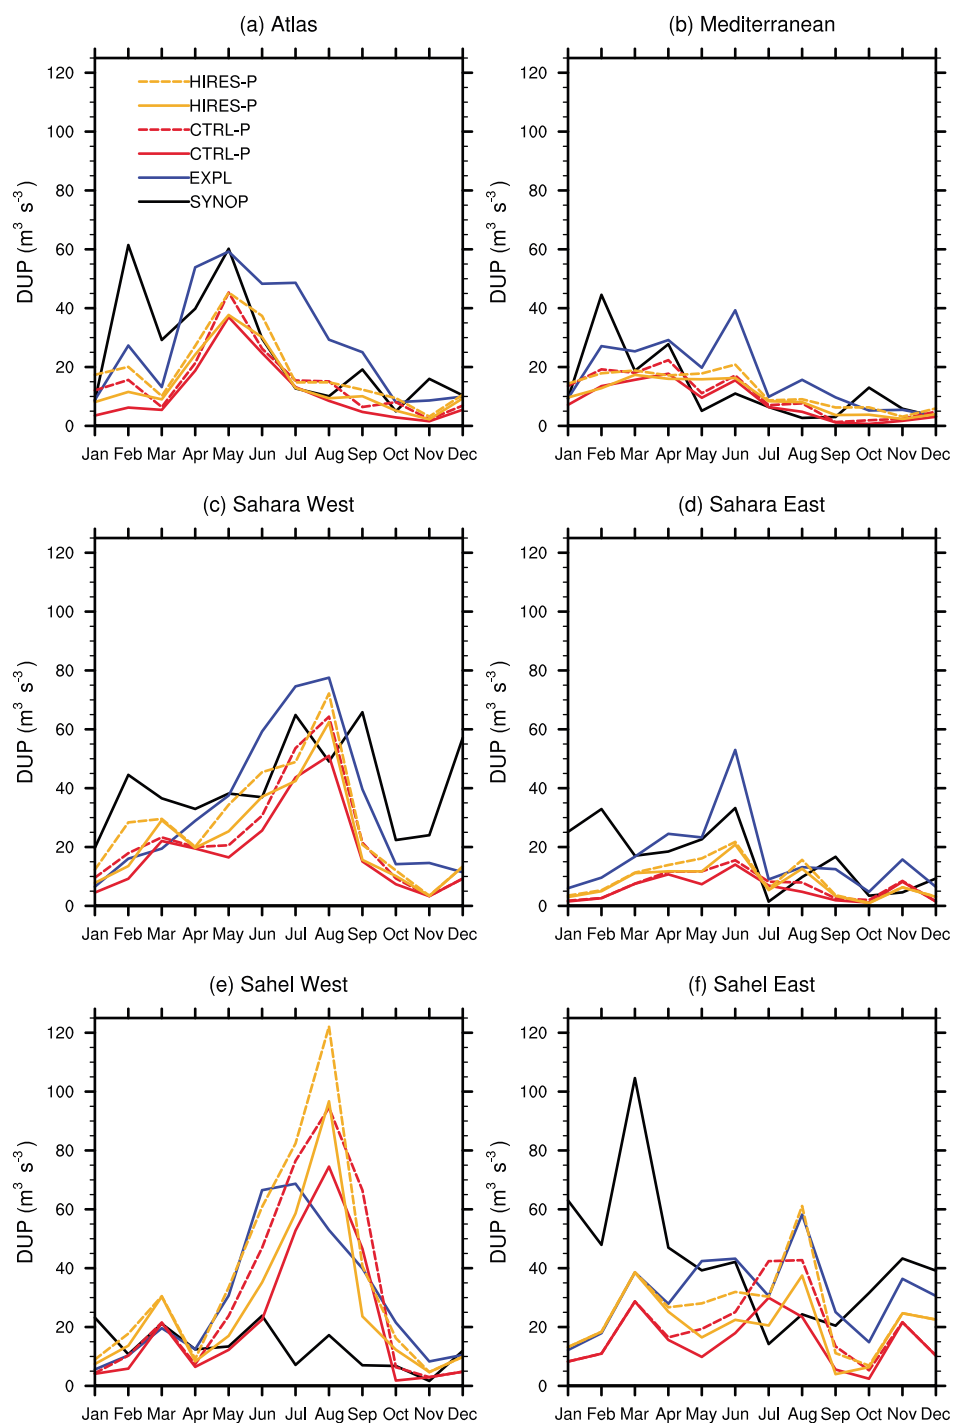 (a) Atlas
120
100
80
60
40
20
0
DUP (m³ s⁻³)
HIRES-P
HIRES-P
CTRL-P
CTRL-P
EXPL
SYNOP
Jan Feb Mar Apr May Jun Jul Aug Sep Oct Nov Dec
(b) Mediterranean
120
100
80
60
40
20
0
DUP (m³ s⁻³)
Jan Feb Mar Apr May Jun Jul Aug Sep Oct Nov Dec
(c) Sahara West
120
100
80
60
40
20
0
DUP (m³ s⁻³)
Jan Feb Mar Apr May Jun Jul Aug Sep Oct Nov Dec
(d) Sahara East
120
100
80
60
40
20
0
DUP (m³ s⁻³)
Jan Feb Mar Apr May Jun Jul Aug Sep Oct Nov Dec
(e) Sahel West
120
100
80
60
40
20
0
DUP (m³ s⁻³)
Jan Feb Mar Apr May Jun Jul Aug Sep Oct Nov Dec
(f) Sahel East
120
100
80
60
40
20
0
DUP (m³ s⁻³)
Jan Feb Mar Apr May Jun Jul Aug Sep Oct Nov Dec